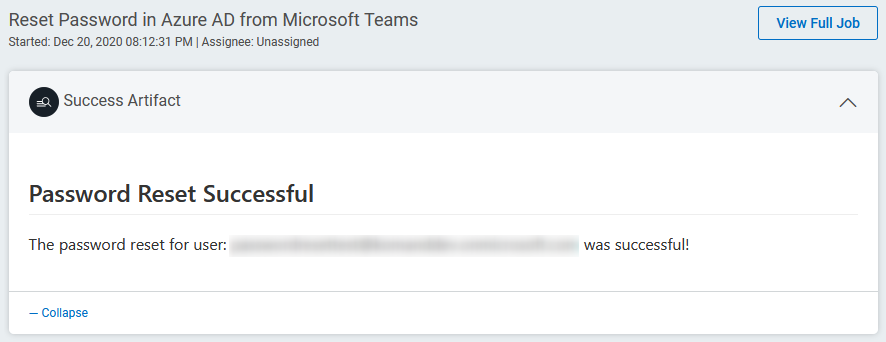 Reset Password in Azure AD from Microsoft Teams
Started: Dec 20, 2020 08:12:31 PM | Assignee: Unassigned
View Full Job
Success Artifact
Password Reset Successful
The password reset for user: was successful!
— Collapse